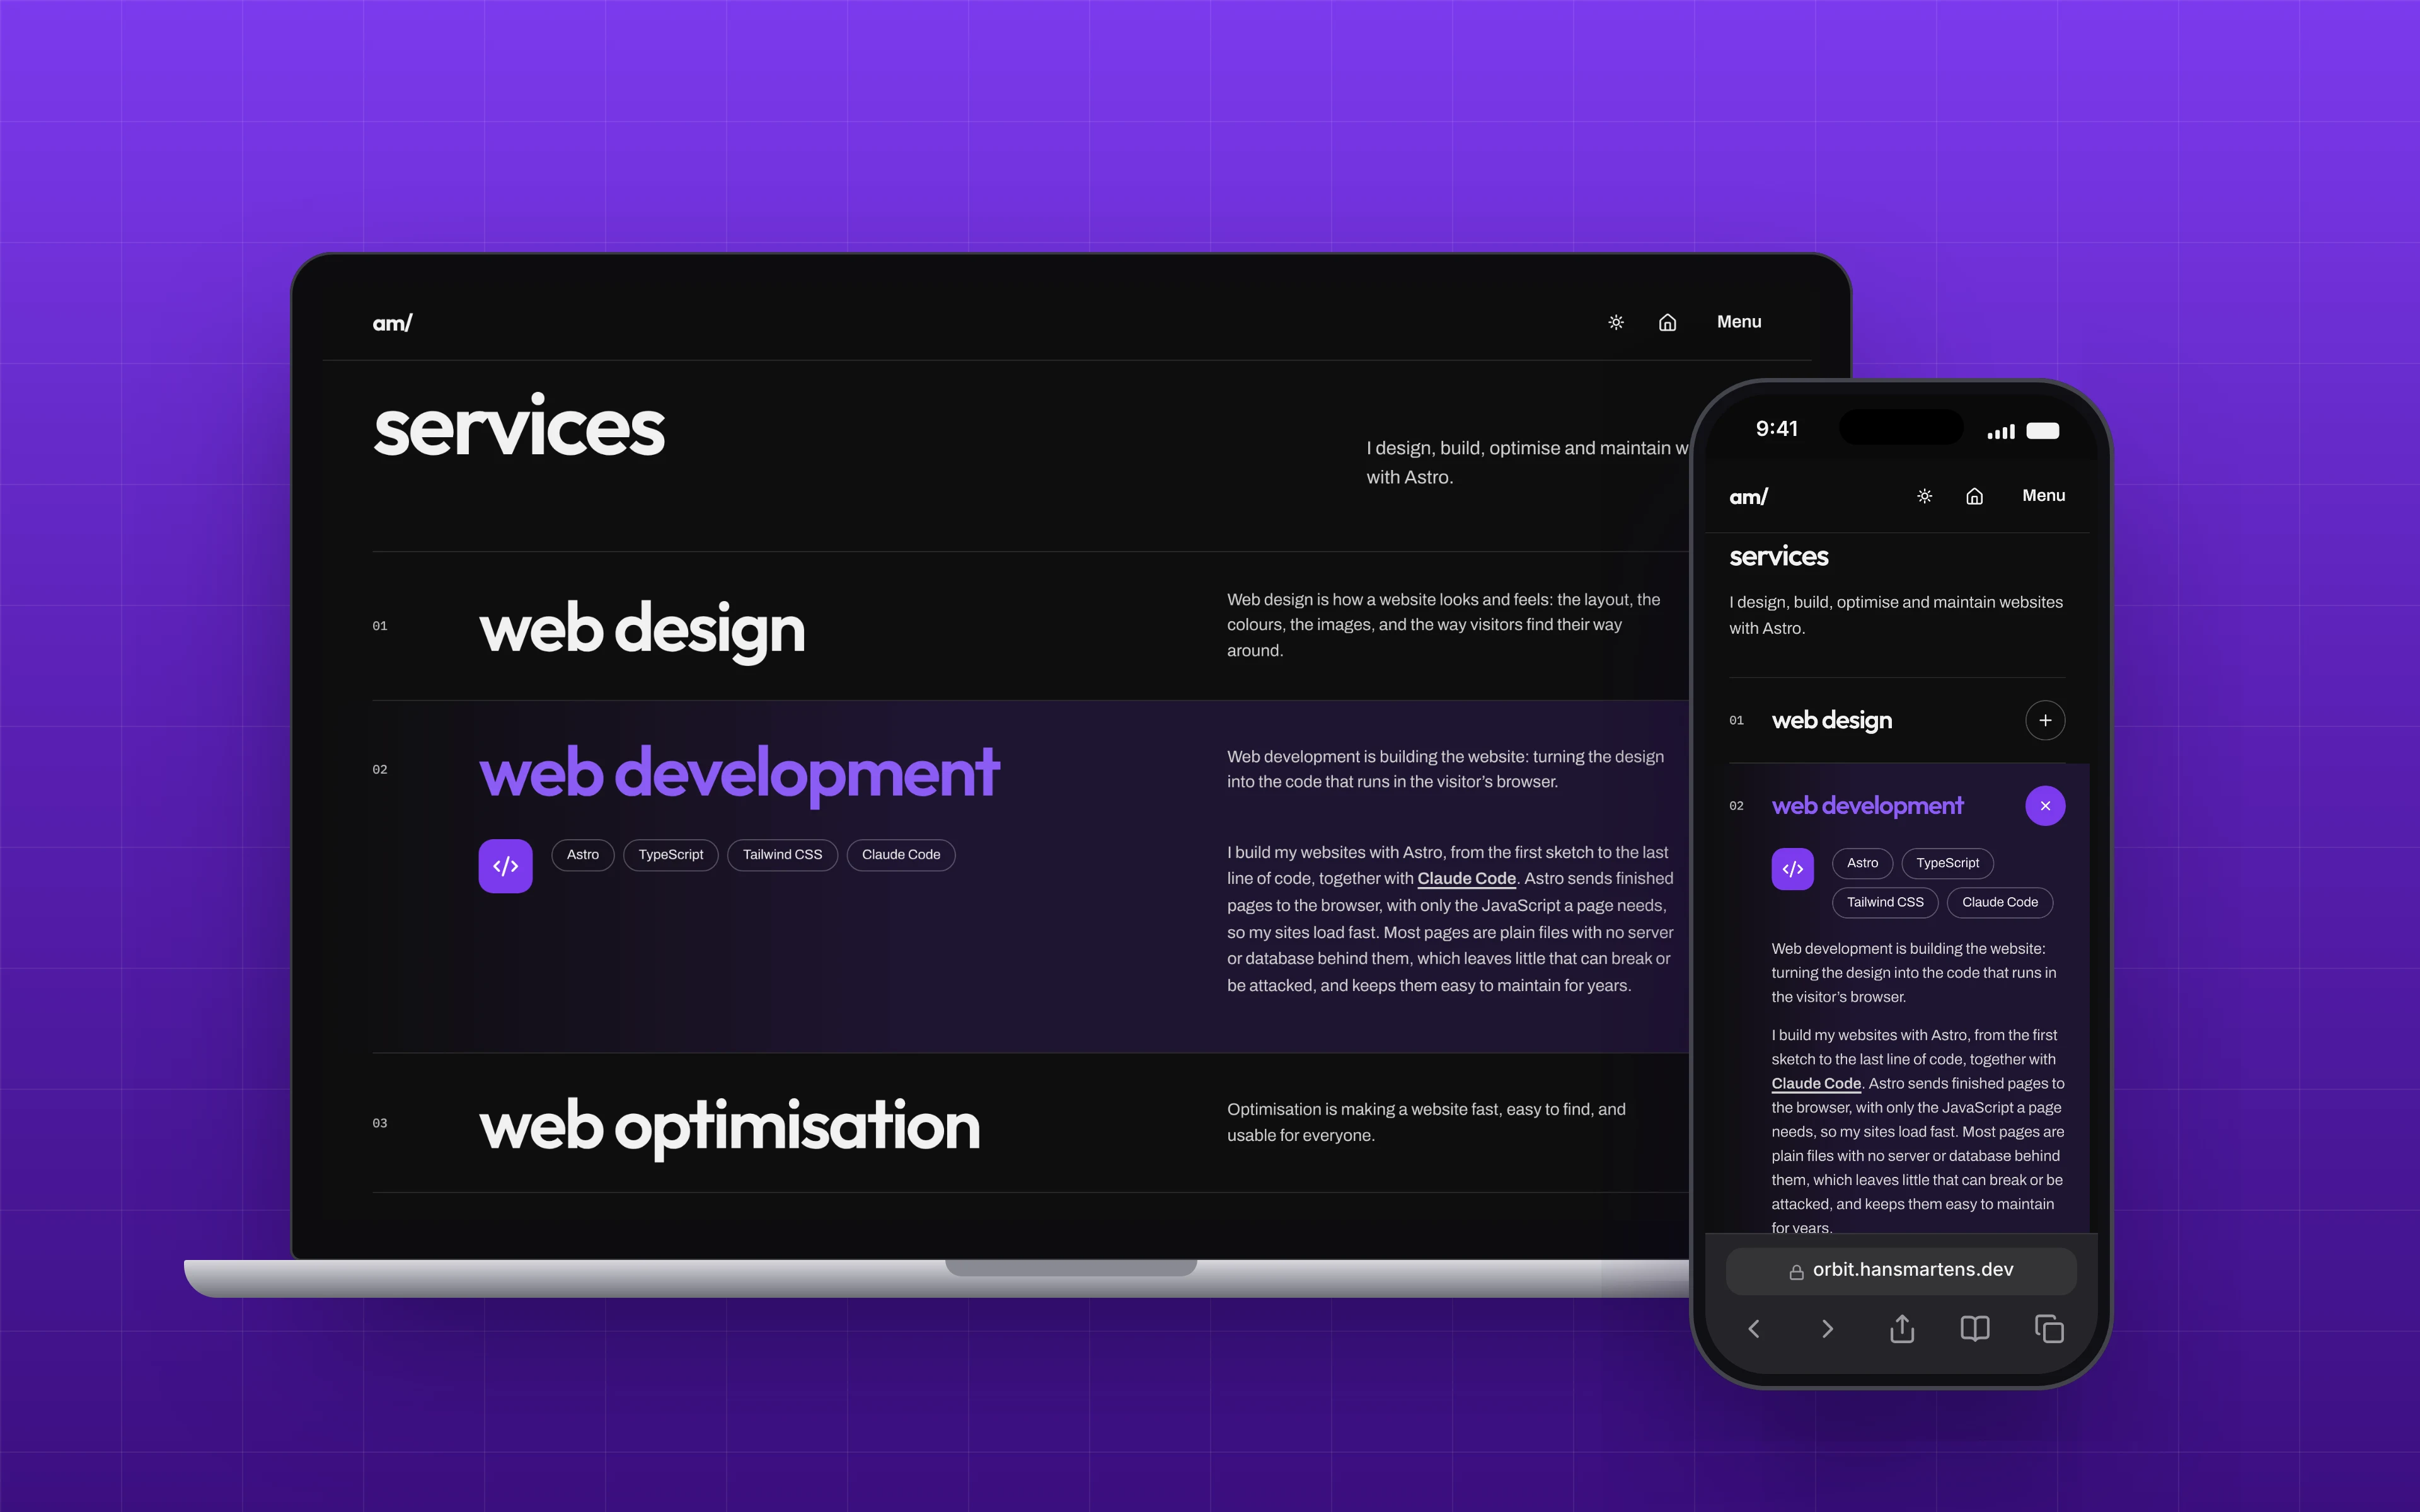 am/
Menu
services
I design, build, optimise and maintain w
with Astro.
01
web design
Web design is how a website looks and feels: the layout, the
colours, the images, and the way visitors find their way
around.
02
web development
Astro
TypeScript
Tailwind CSS
Claude Code
Web development is building the website: turning the design
into the code that runs in the visitor’s browser.
I build my websites with Astro, from the first sketch to the last
line of code, together with Claude Code. Astro sends finished
pages to the browser, with only the JavaScript a page needs,
so my sites load fast. Most pages are plain files with no server
or database behind them, which leaves little that can break or
be attacked, and keeps them easy to maintain for years.
03
web optimisation
Optimisation is making a website fast, easy to find, and
usable for everyone.
9:41
am/
Menu
services
I design, build, optimise and maintain websites
with Astro.
01
web design
02
web development
Astro
TypeScript
Tailwind CSS
Claude Code
Web development is building the website:
turning the design into the code that runs in
the visitor’s browser.
I build my websites with Astro, from the first
sketch to the last line of code, together with
Claude Code. Astro sends finished pages to
the browser, with only the JavaScript a page
needs, so my sites load fast. Most pages are
plain files with no server or database behind
them, which leaves little that can break or be
attacked, and keeps them easy to maintain
for years.
orbit.hansmartens.dev